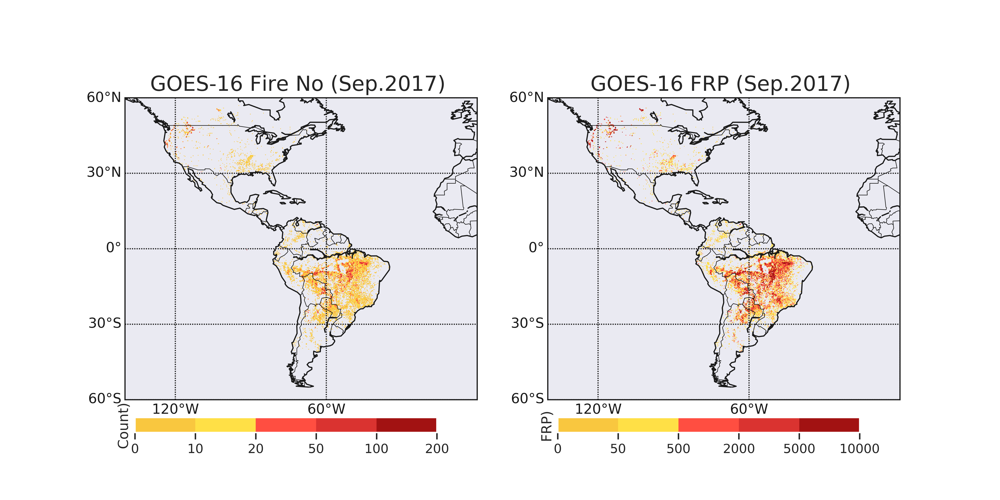 GOES-16 Fire No (Sep.2017)
60°N
30°N
0°
30°S
60°S
120°W
60°W
Count)
0
10
20
50
100
200
GOES-16 FRP (Sep.2017)
60°N
30°N
0°
30°S
60°S
120°W
60°W
FRP)
0
50
500
2000
5000
10000